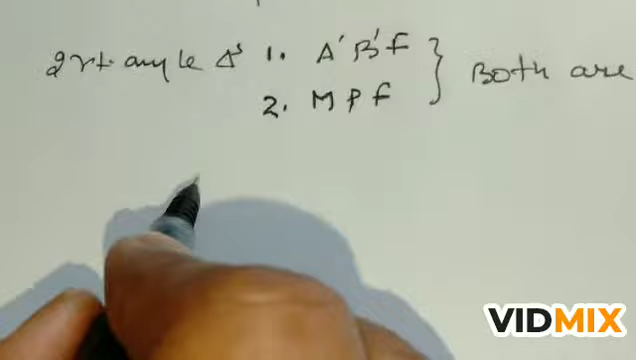 2 rt. angle Δs 1. A'B'F } Both are
2. MPF
VIDMIX